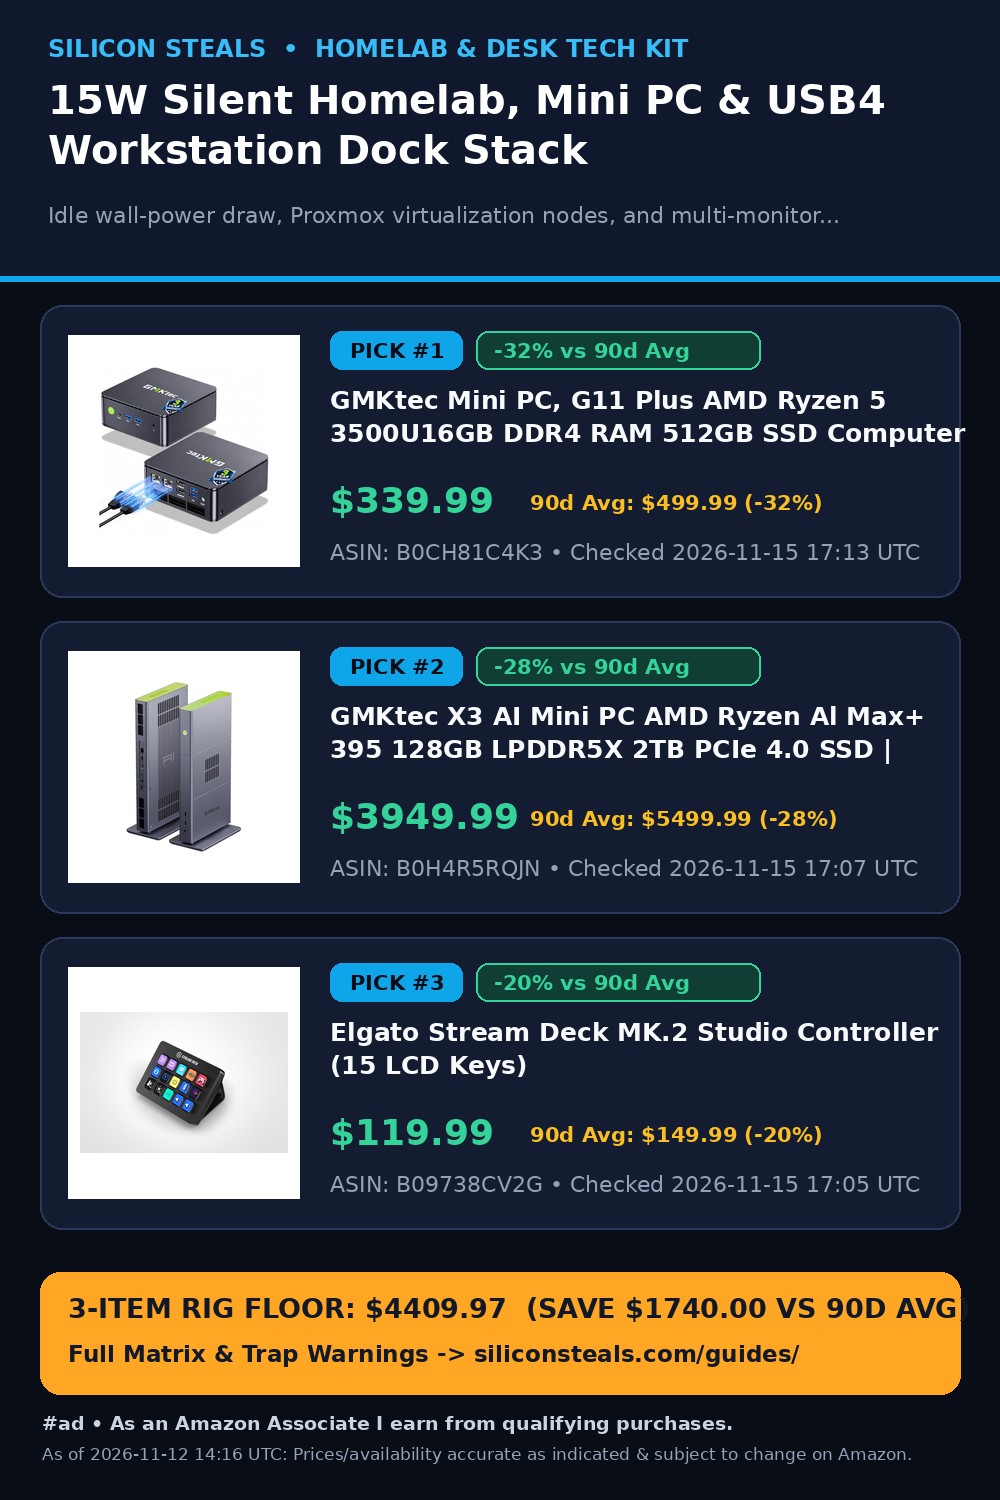 SILICON STEALS • HOMELAB & DESK TECH KIT
15W Silent Homelab, Mini PC & USB4
Workstation Dock Stack
Idle wall-power draw, Proxmox virtualization nodes, and multi-monitor...
GMKtec
GMKtec
PICK #1
-32% vs 90d Avg
GMKtec Mini PC, G11 Plus AMD Ryzen 5
3500U16GB DDR4 RAM 512GB SSD Computer
$339.99
90d Avg: $499.99 (-32%)
ASIN: B0CH81C4K3 • Checked 2026-11-15 17:13 UTC
PICK #2
-28% vs 90d Avg
GMKtec X3 AI Mini PC AMD Ryzen Al Max+
395 128GB LPDDR5X 2TB PCIe 4.0 SSD |
$3949.99
90d Avg: $5499.99 (-28%)
ASIN: B0H4R5RQJN • Checked 2026-11-15 17:07 UTC
PICK #3
-20% vs 90d Avg
Elgato Stream Deck MK.2 Studio Controller
(15 LCD Keys)
$119.99
90d Avg: $149.99 (-20%)
ASIN: B09738CV2G • Checked 2026-11-15 17:05 UTC
3-ITEM RIG FLOOR: $4409.97 (SAVE $1740.00 VS 90D AVG)
Full Matrix & Trap Warnings -> siliconsteals.com/guides/
#ad • As an Amazon Associate I earn from qualifying purchases.
As of 2026-11-12 14:16 UTC: Prices/availability accurate as indicated & subject to change on Amazon.